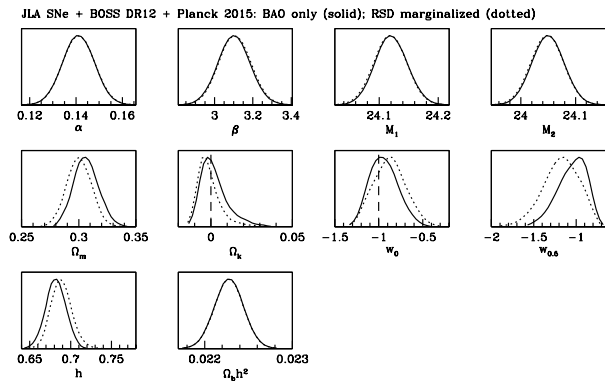 JLA SNe + BOSS DR12 + Planck 2015: BAO only (solid); RSD marginalized (dotted)
0.12 0.14 0.16
α
3 3.2 3.4
β
24.1 24.2
M₁
24 24.1
M₂
0.25 0.3 0.35
Ωₘ
0 0.05
Ωₖ
−1.5 −1 −0.5
w₀
−2 −1
w₀.₅
0.65 0.7 0.75
h
0.022 0.023
Ω_bh²